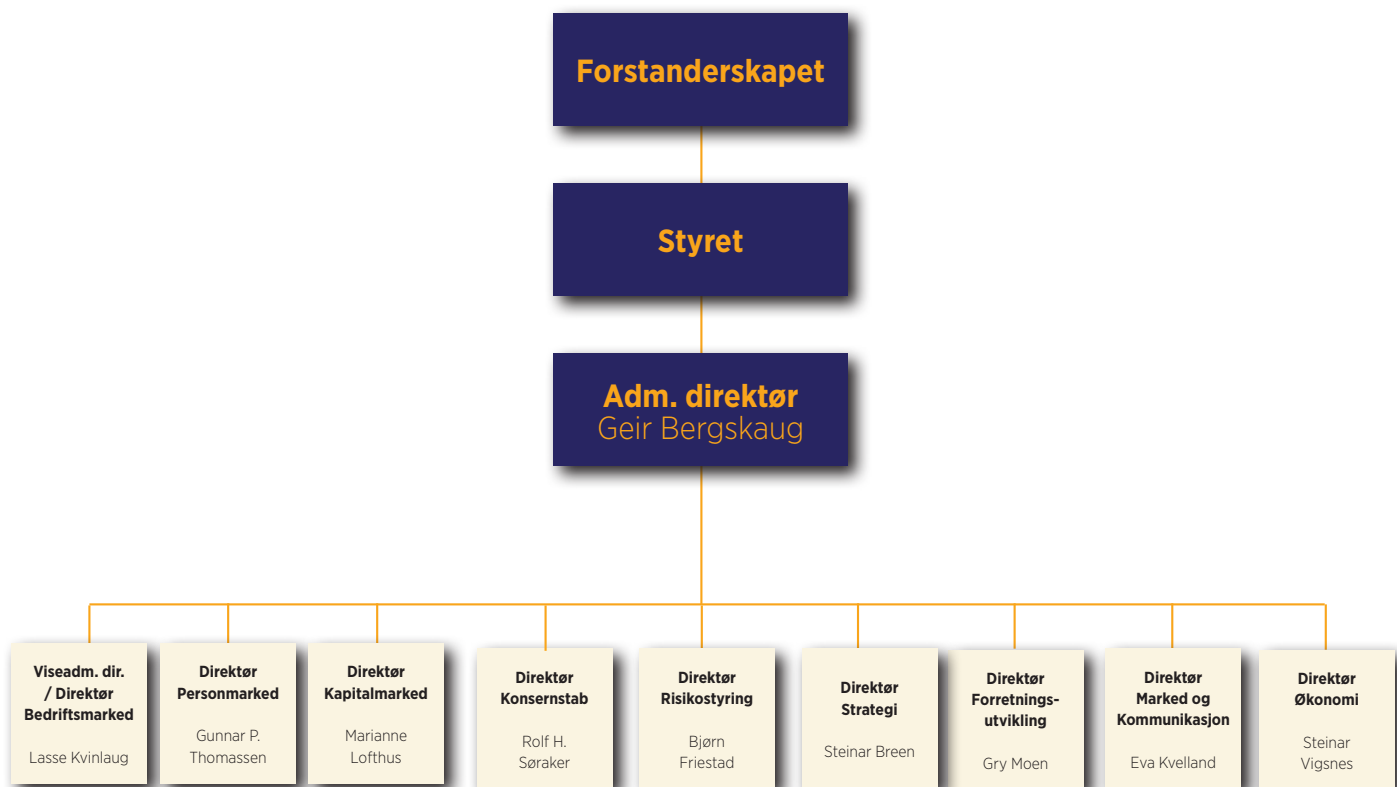 Forstanderskapet
Styret
Adm. direktør
Geir Bergskaug
Viseadm. dir.
/ Direktør
Bedriftsmarked
Lasse Kvinlaug
Direktør
Personmarked
Gunnar P.
Thomassen
Direktør
Kapitalmarked
Marianne
Lofthus
Direktør
Konsernstab
Rolf H.
Søraker
Direktør
Risikostyring
Bjørn
Friestad
Direktør
Strategi
Steinar Breen
Direktør
Forretnings-
utvikling
Gry Moen
Direktør
Marked og
Kommunikasjon
Eva Kvelland
Direktør
Økonomi
Steinar
Vigsnes